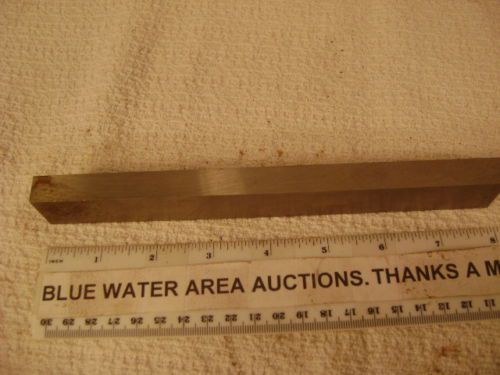 INCH 1 2 3 4 5 6 7 8
BLUE WATER AREA AUCTIONS. THANKS A M
30 29 28 27 26 25 24 23 22 21 20 19 18 17 16 15 14 13 12 11